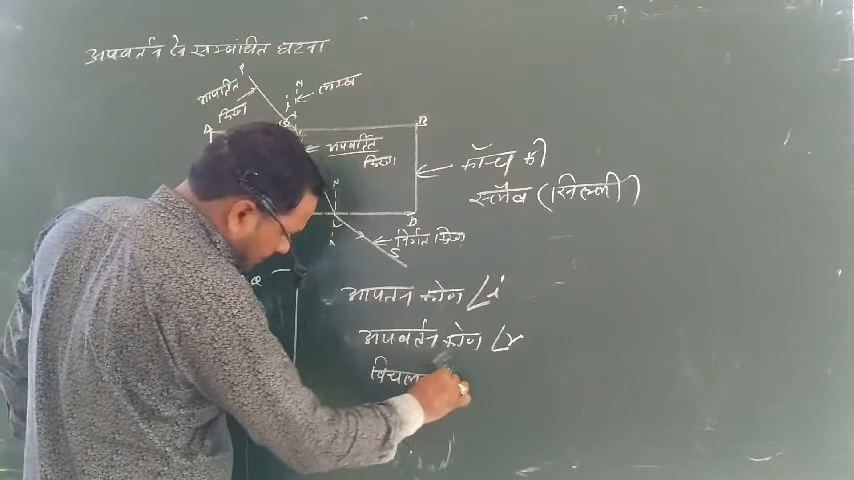 अपवर्तन से सम्बंधित घटना
P
आपतित
किरण
N
लम्ब
A
B
अपवर्तित
किरण
काँच की
स्लैब (सिल्ली)
N
D
निर्गत किरण
S
आपतन कोण ∠i
अपवर्तन कोण ∠r
विचल